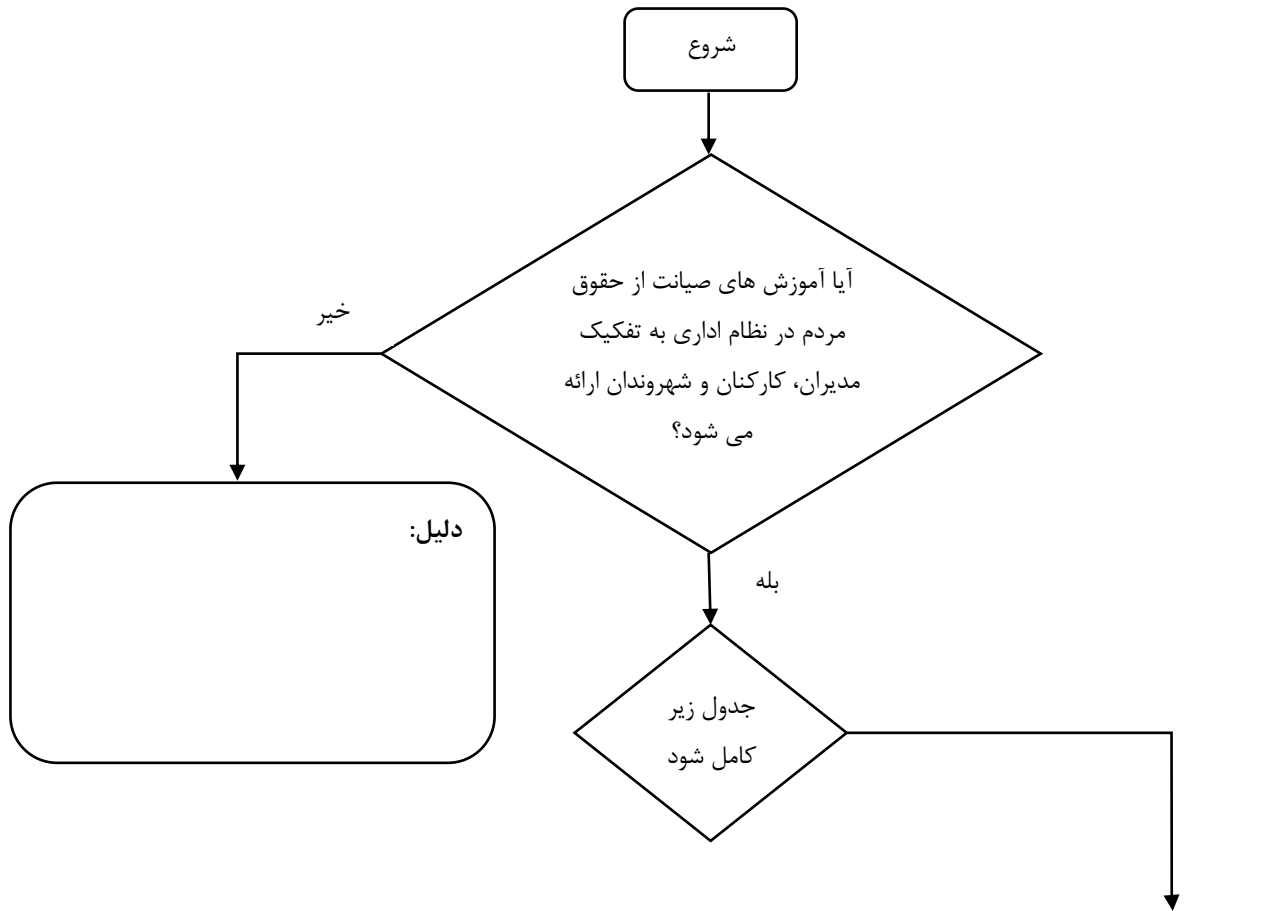 شروع
آیا آموزش های صیانت از حقوق
مردم در نظام اداری به تفکیک
مدیران، کارکنان و شهروندان ارائه
می شود؟
خیر
دلیل:
بله
جدول زیر
کامل شود